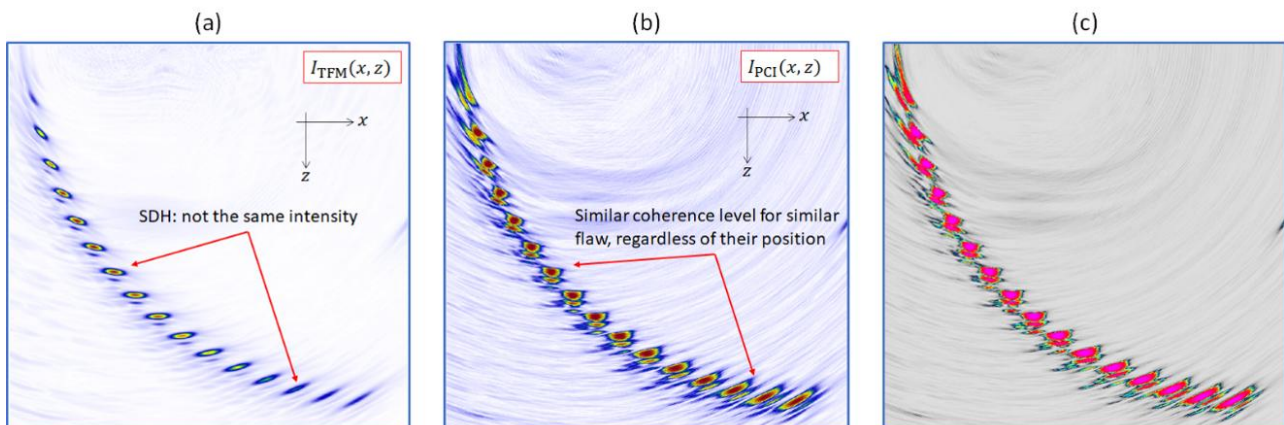 (a)
(b)
(c)
I_TFM(x, z)
x
z
SDH: not the same intensity
I_PCI(x, z)
x
z
Similar coherence level for similar
flaw, regardless of their position